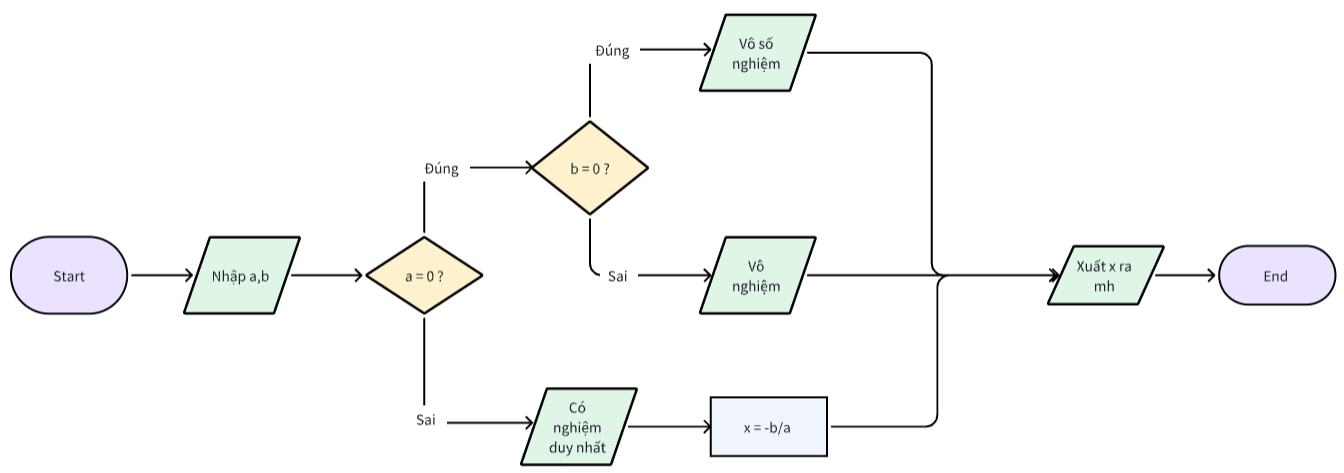 Đúng
Vô số
nghiệm
Đúng
b = 0 ?
Start
Nhập a,b
a = 0 ?
Sai
Vô
nghiệm
Xuất x ra
mh
End
Sai
Có
nghiệm
duy nhất
x = -b/a